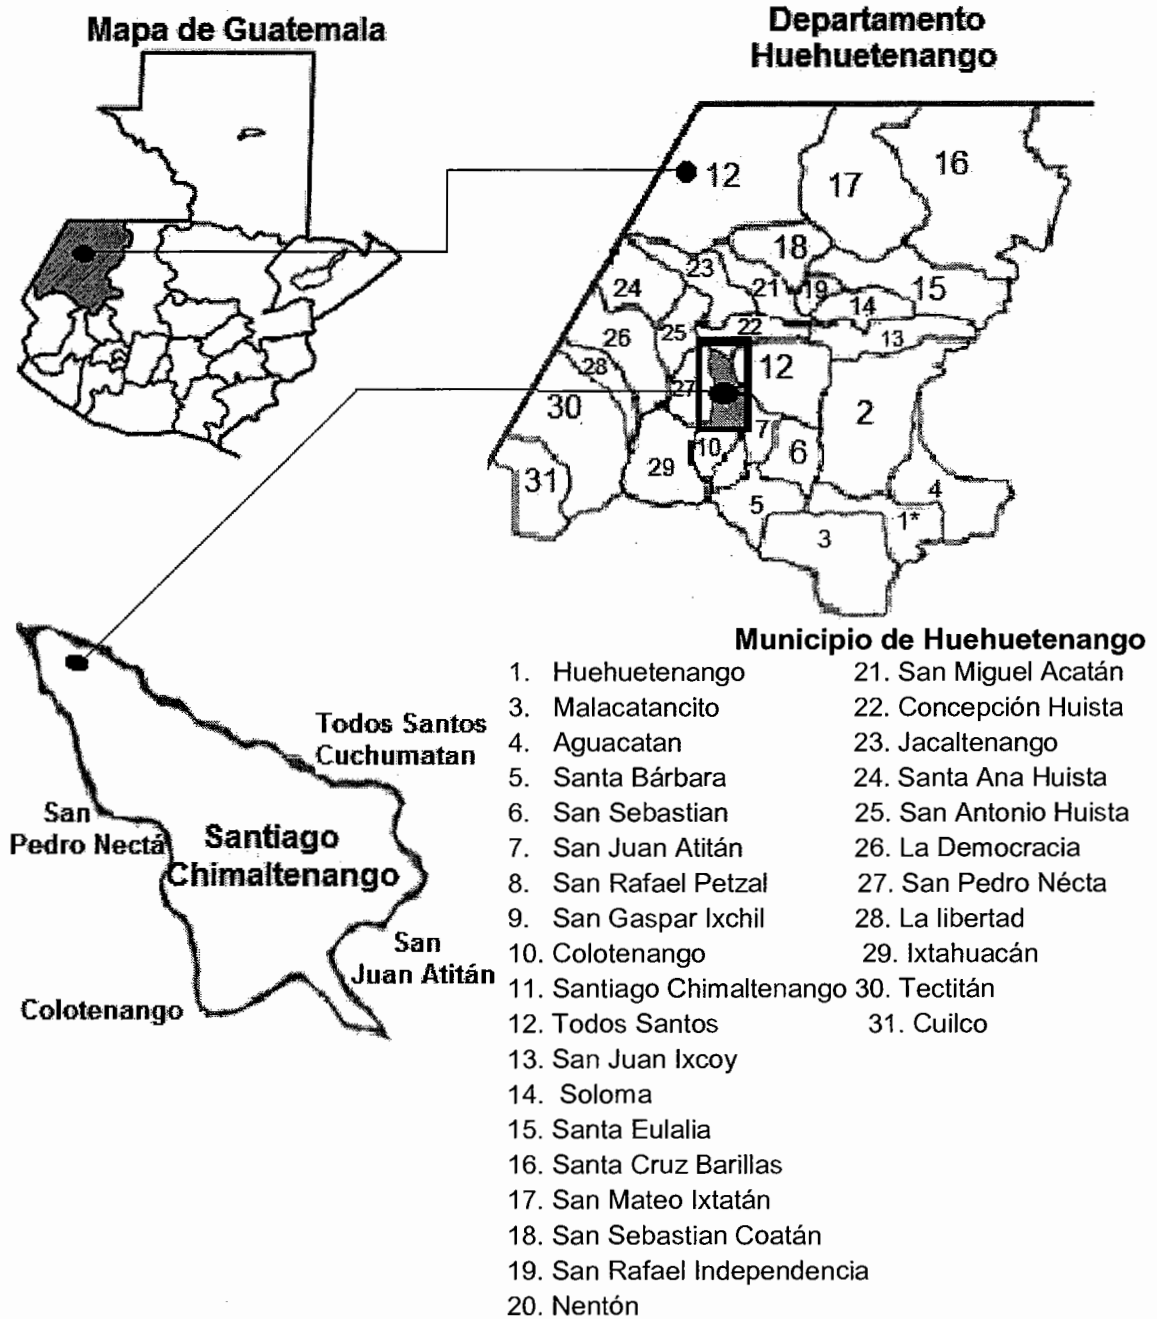 Mapa de Guatemala
Departamento
Huehuetenango
12
17
16
18
23
24
21
19
15
14
26
25
22
13
28
12
27
30
2
7
10
6
29
31
5
4
1*
3
Municipio de Huehuetenango
1. Huehuetenango
3. Malacatancito
4. Aguacatan
5. Santa Bárbara
6. San Sebastian
7. San Juan Atitán
8. San Rafael Petzal
9. San Gaspar Ixchil
10. Colotenango
11. Santiago Chimaltenango
12. Todos Santos
13. San Juan Ixcoy
14. Soloma
15. Santa Eulalia
16. Santa Cruz Barillas
17. San Mateo Ixtatán
18. San Sebastian Coatán
19. San Rafael Independencia
20. Nentón
21. San Miguel Acatán
22. Concepción Huista
23. Jacaltenango
24. Santa Ana Huista
25. San Antonio Huista
26. La Democracia
27. San Pedro Nécta
28. La libertad
29. Ixtahuacán
30. Tectitán
31. Cuilco
Todos Santos
Cuchumatan
San
Pedro Nectá
Santiago
Chimaltenango
San
Juan Atitán
Colotenango